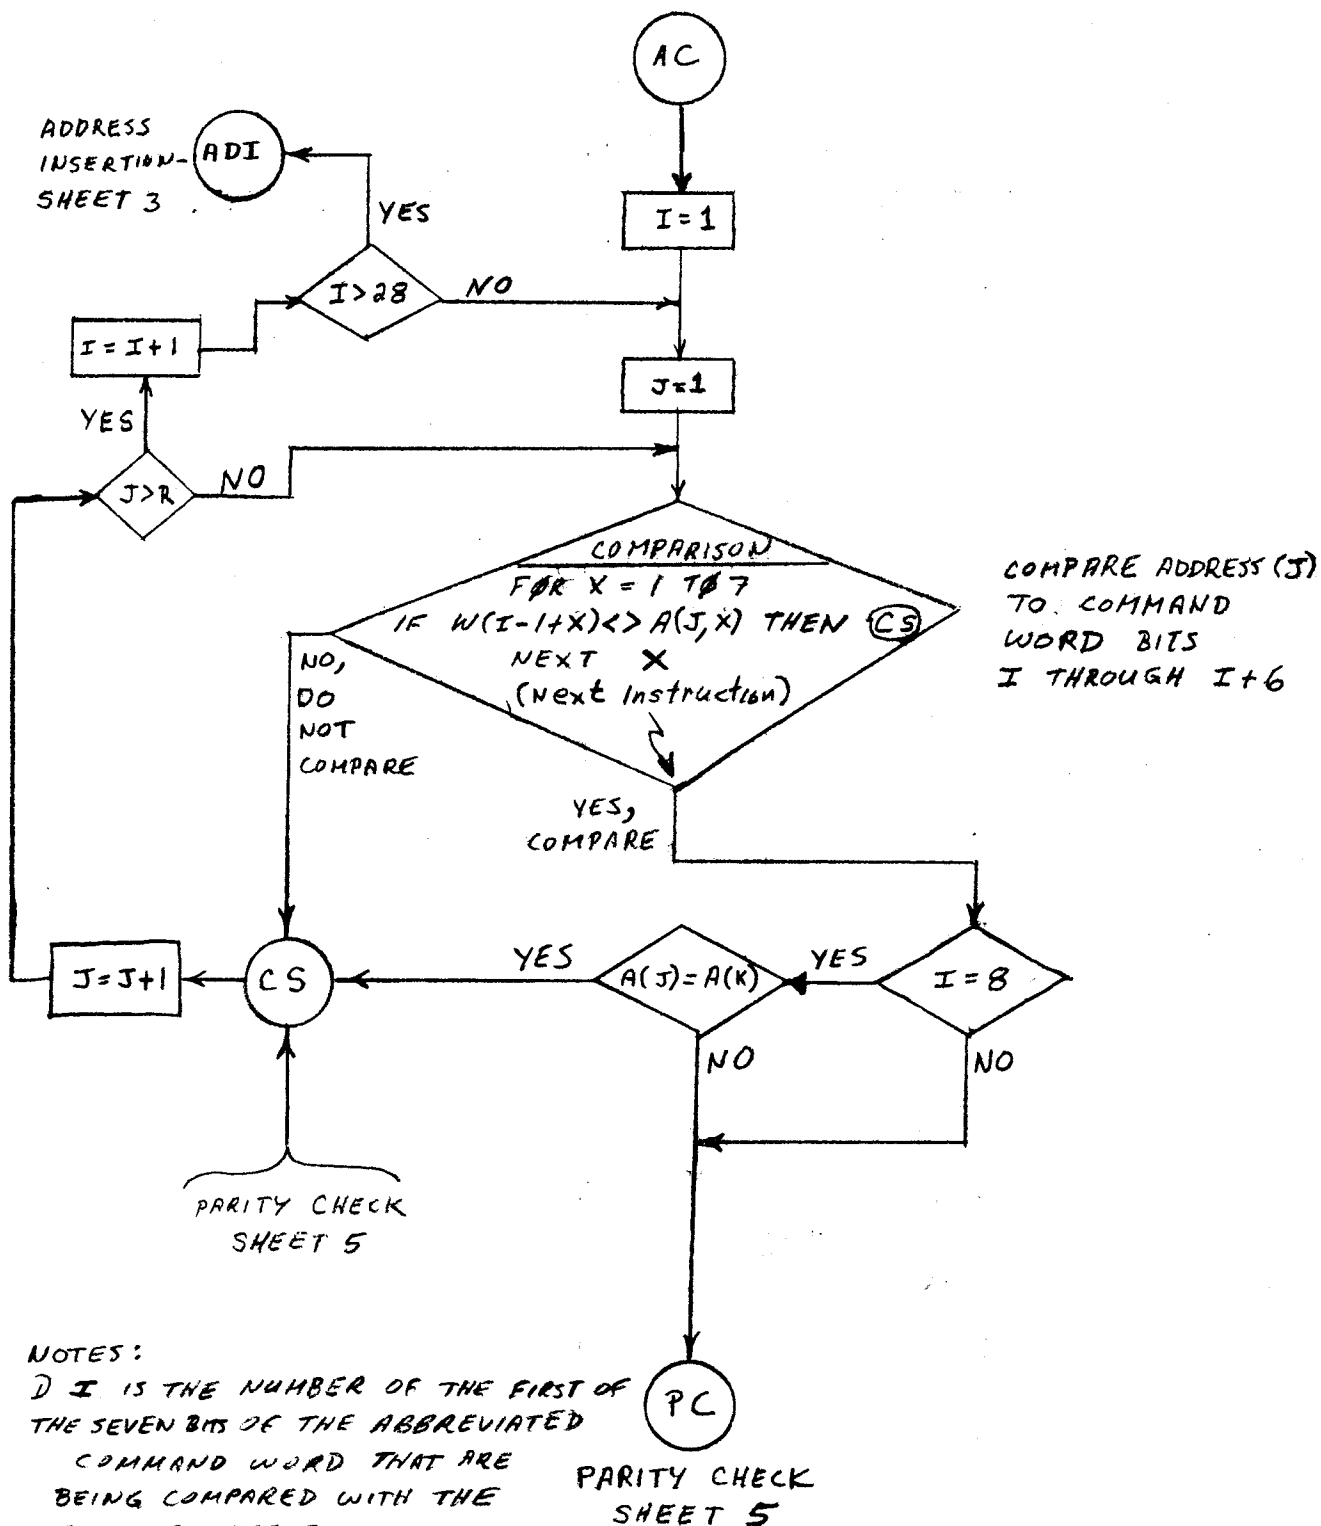 AC
ADDRESS
INSERTION-
SHEET 3
ADI
YES
I=1
I>28
NO
I=I+1
J=1
YES
J>R
NO
COMPARISON
FØR X = 1 TØ 7
IF W(I-1+X)<> A(J,X) THEN CS
NEXT X
(Next Instruction)
COMPARE ADDRESS (J)
TO COMMAND
WORD BITS
I THROUGH I+6
NO,
DO
NOT
COMPARE
YES,
COMPARE
J=J+1
CS
YES
A(J)=A(K)
YES
I=8
NO
NO
PARITY CHECK
SHEET 5
NOTES:
I IS THE NUMBER OF THE FIRST OF
THE SEVEN BITS OF THE ABBREVIATED
COMMAND WORD THAT ARE
BEING COMPARED WITH THE
PC
PARITY CHECK
SHEET 5